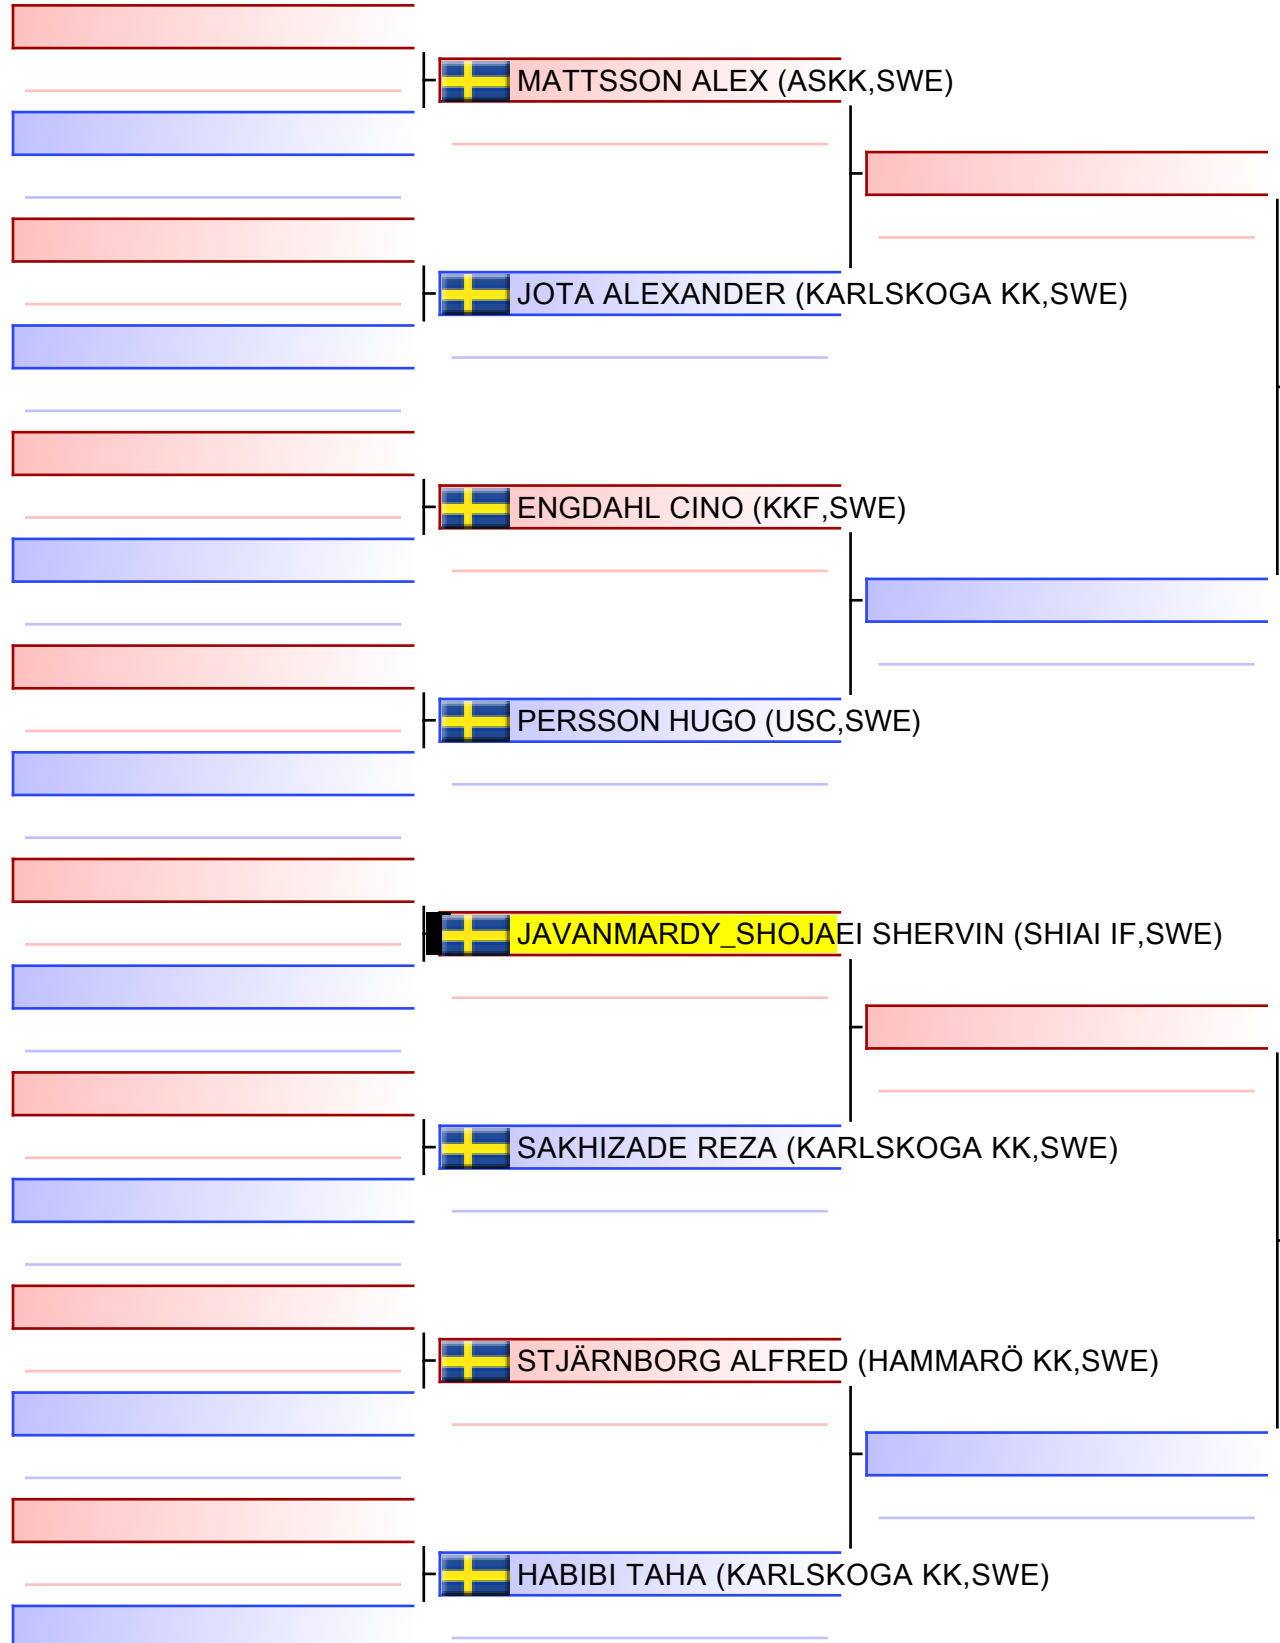 MATTSSON ALEX (ASKK,SWE)
JOTA ALEXANDER (KARLSKOGA KK,SWE)
ENGDAHL CINO (KKF,SWE)
PERSSON HUGO (USC,SWE)
JAVANMARDY_SHOJAEI SHERVIN (SHIAI IF,SWE)
SAKHIZADE REZA (KARLSKOGA KK,SWE)
STJÄRNBORG ALFRED (HAMMARÖ KK,SWE)
HABIBI TAHA (KARLSKOGA KK,SWE)